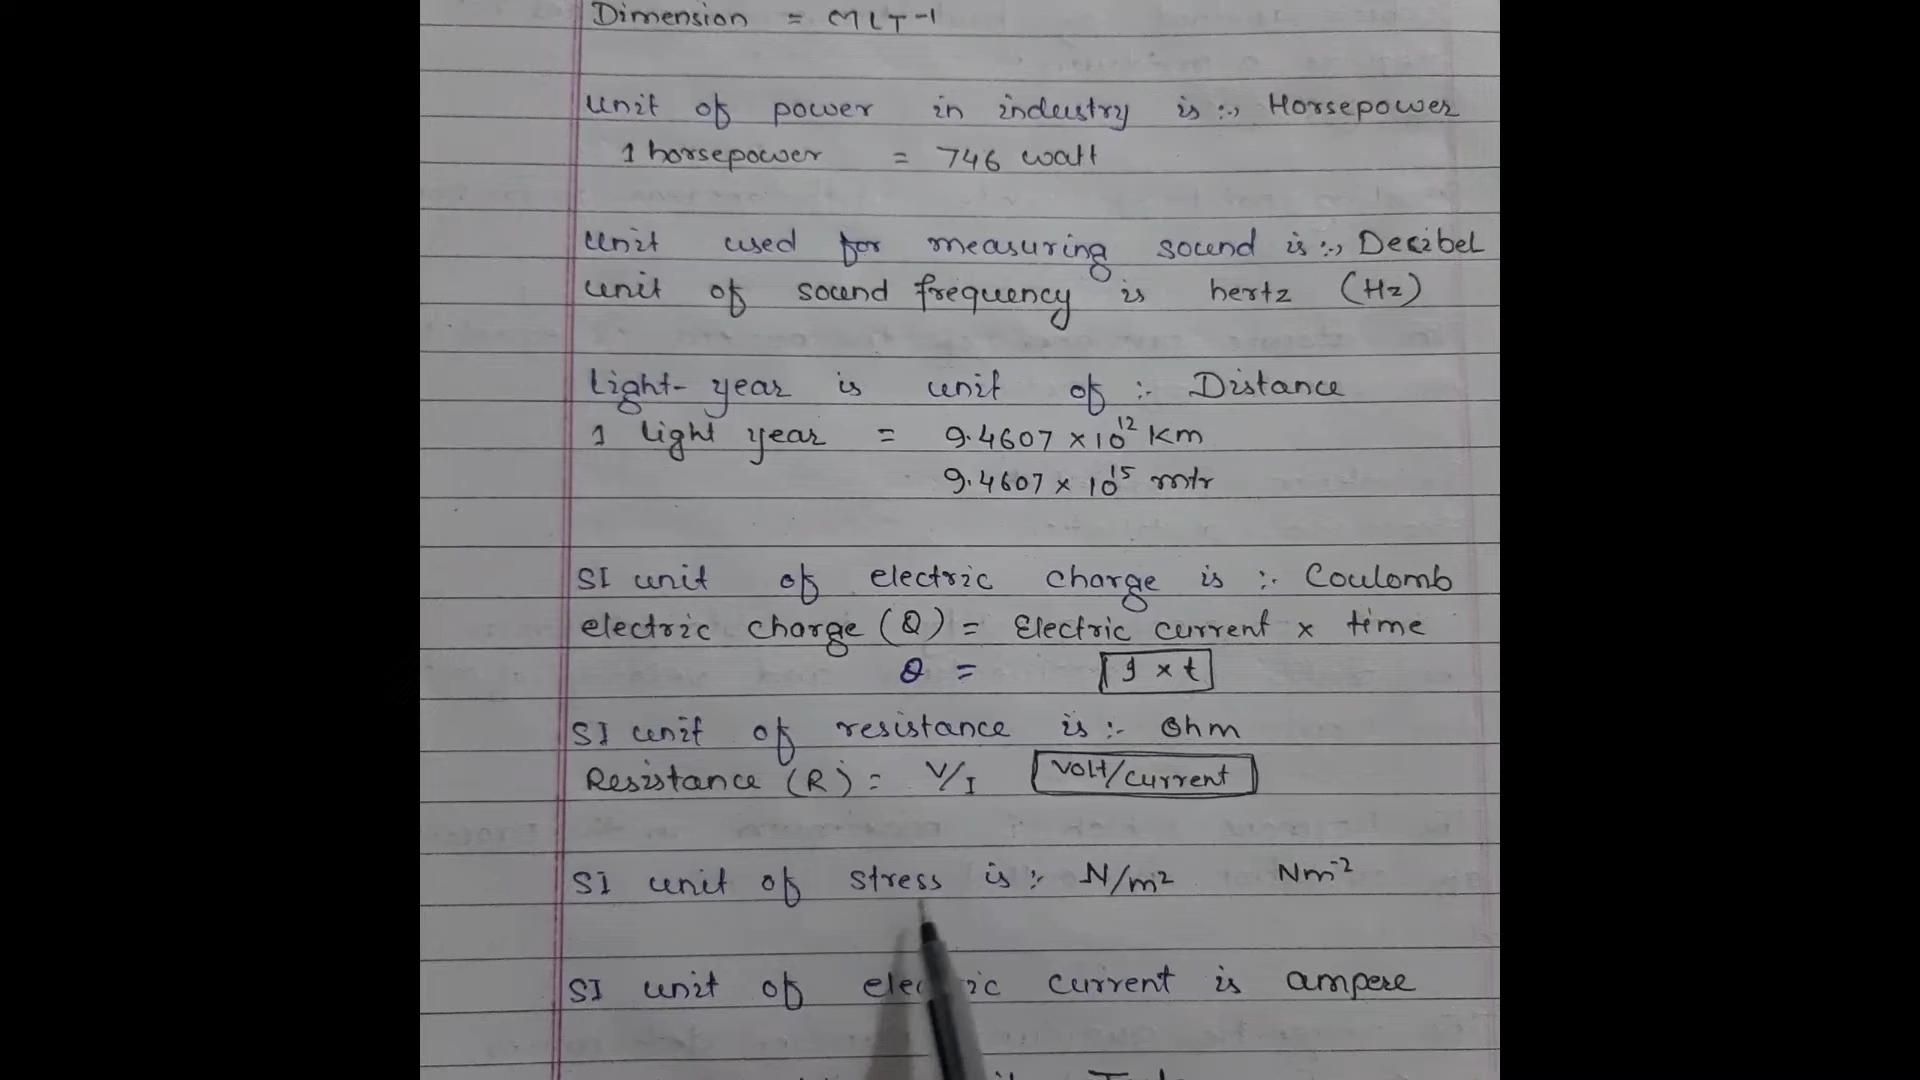 Dimension = MLT-1
unit of power in industry is :- Horsepower
1 horsepower = 746 watt
unit used for measuring sound is :- Decibel
unit of sound frequency is hertz (Hz)
light-year is unit of :- Distance
1 light year = 9.4607 × 10¹² Km
9.4607 × 10¹⁵ mtr
SI unit of electric charge is :- Coulomb
electric charge (Q) = Electric current × time
Q = I × t
SI unit of resistance is :- Ohm
Resistance (R) = V/I volt/current
SI unit of stress is :- N/m² Nm⁻²
SI unit of electric current is ampere